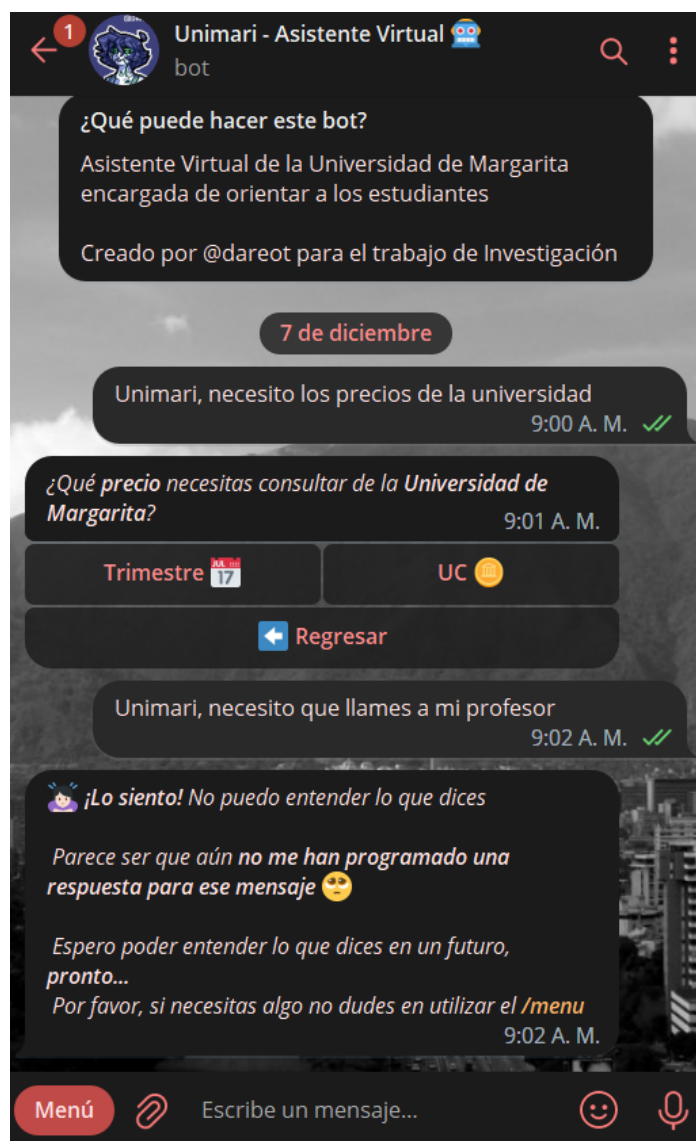 1
Unimari - Asistente Virtual 🤖
bot
¿Qué puede hacer este bot?
Asistente Virtual de la Universidad de Margarita
encargada de orientar a los estudiantes
Creado por @dareot para el trabajo de Investigación
7 de diciembre
Unimari, necesito los precios de la universidad
9:00 A. M.
¿Qué precio necesitas consultar de la Universidad de
Margarita?
9:01 A. M.
Trimestre 📅
UC 🪙
⬅️ Regresar
Unimari, necesito que llames a mi profesor
9:02 A. M.
🙇🏻‍♀️ ¡Lo siento! No puedo entender lo que dices
Parece ser que aún no me han programado una
respuesta para ese mensaje 🥺
Espero poder entender lo que dices en un futuro,
pronto...
Por favor, si necesitas algo no dudes en utilizar el /menu
9:02 A. M.
Menú
Escribe un mensaje...